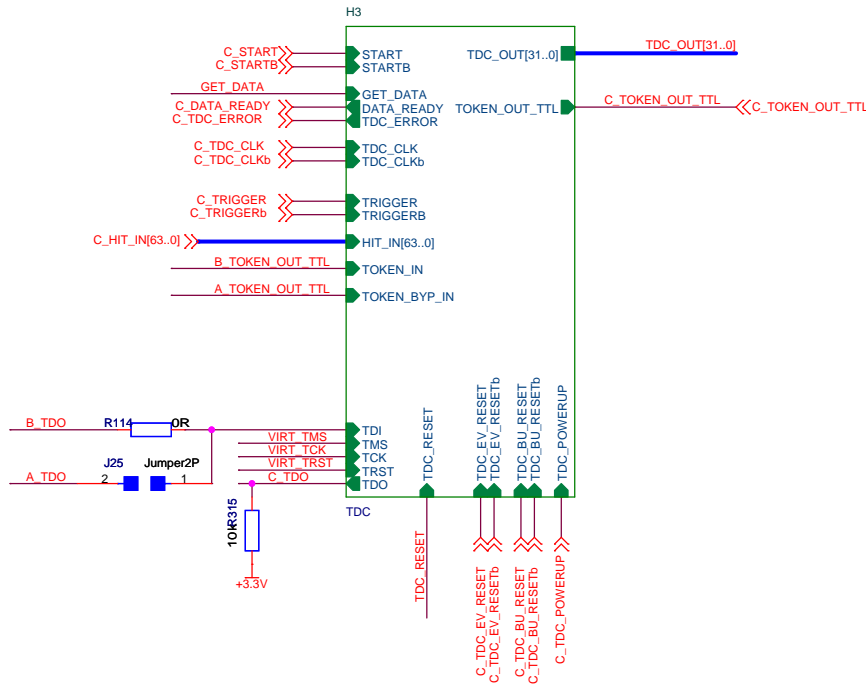 H3
C_START
START
TDC_OUT[31..0]
TDC_OUT[31..0]
C_STARTB
STARTB
GET_DATA
GET_DATA
C_DATA_READY
DATA_READY
TOKEN_OUT_TTL
C_TOKEN_OUT_TTL
C_TOKEN_OUT_TTL
C_TDC_ERROR
TDC_ERROR
C_TDC_CLK
TDC_CLK
C_TDC_CLKb
TDC_CLKb
C_TRIGGER
TRIGGER
C_TRIGGERb
TRIGGERB
C_HIT_IN[63..0]
HIT_IN[63..0]
B_TOKEN_OUT_TTL
TOKEN_IN
A_TOKEN_OUT_TTL
TOKEN_BYP_IN
TDC_RESET
TDC_EV_RESET
TDC_EV_RESETb
TDC_BU_RESET
TDC_BU_RESETb
TDC_POWERUP
B_TDO
R114
0R
TDI
VIRT_TMS
TMS
VIRT_TCK
TCK
J25
Jumper2P
VIRT_TRST
TRST
A_TDO
2
1
C_TDO
TDO
R315
10k
TDC
+3.3V
TDC_RESET
C_TDC_EV_RESET
C_TDC_EV_RESETb
C_TDC_BU_RESET
C_TDC_BU_RESETb
C_TDC_POWERUP